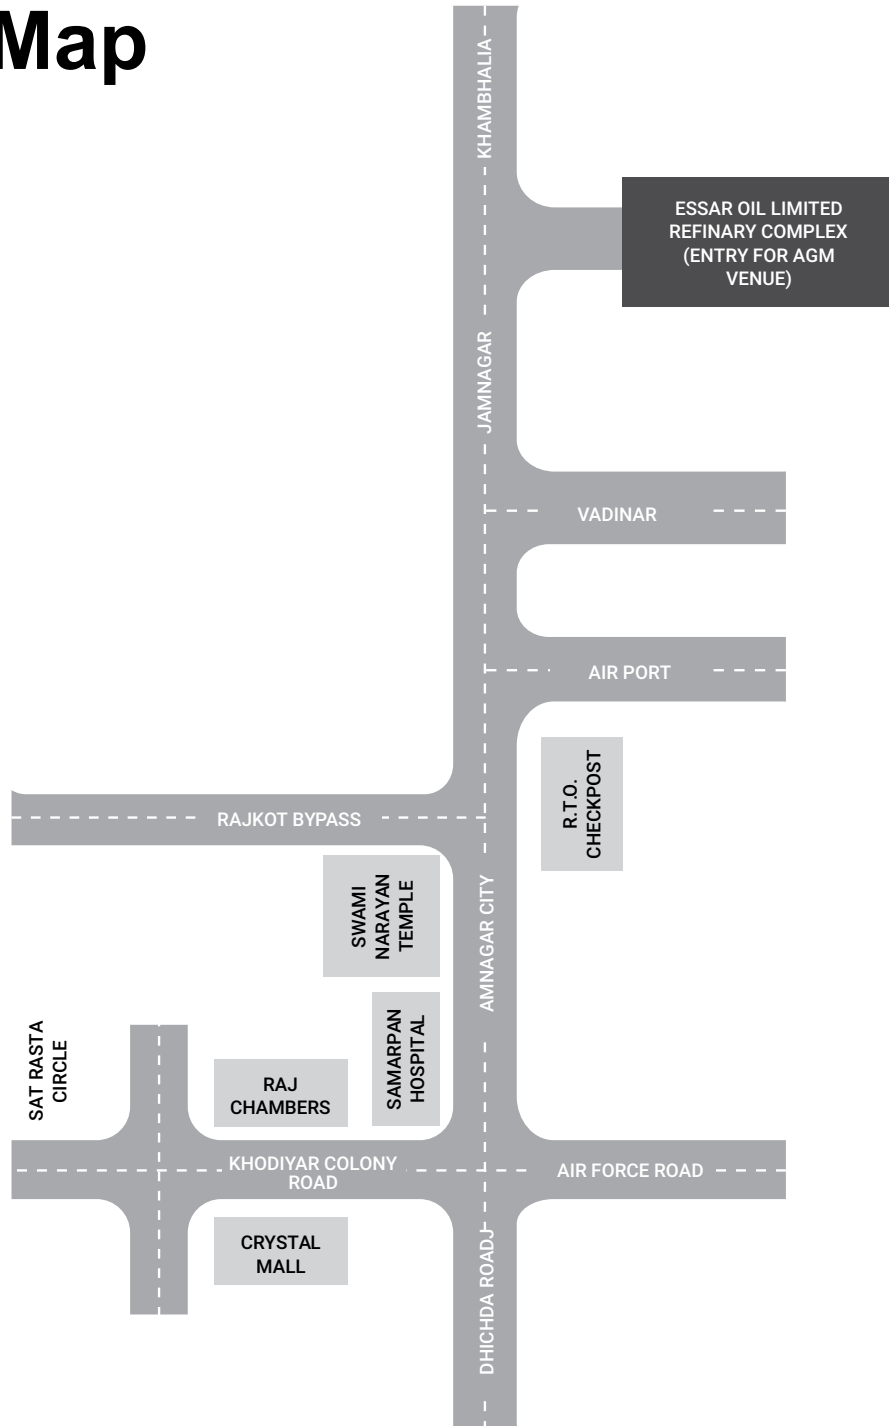 Map
KHAMBHALIA
ESSAR OIL LIMITED
REFINARY COMPLEX
(ENTRY FOR AGM
VENUE)
JAMNAGAR
VADINAR
AIR PORT
R.T.O.
CHECKPOST
RAJKOT BYPASS
SWAMI
NARAYAN
TEMPLE
AMNAGAR CITY
SAMARPAN
HOSPITAL
SAT RASTA
CIRCLE
RAJ
CHAMBERS
KHODIYAR COLONY
ROAD
AIR FORCE ROAD
CRYSTAL
MALL
DHICHDA ROADJ